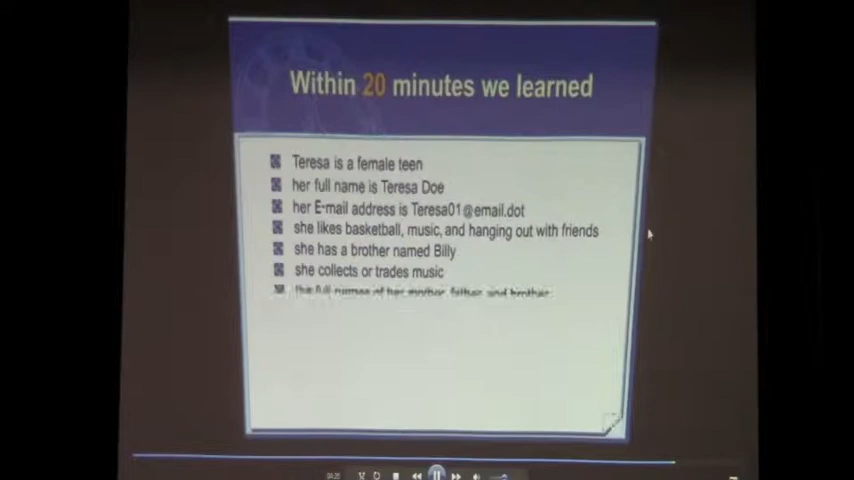 Within 20 minutes we learned
Teresa is a female teen
her full name is Teresa Doe
her E-mail address is Teresa01@email.dot
she likes basketball, music, and hanging out with friends
she has a brother named Billy
she collects or trades music
the full names of her mother, father, and brother